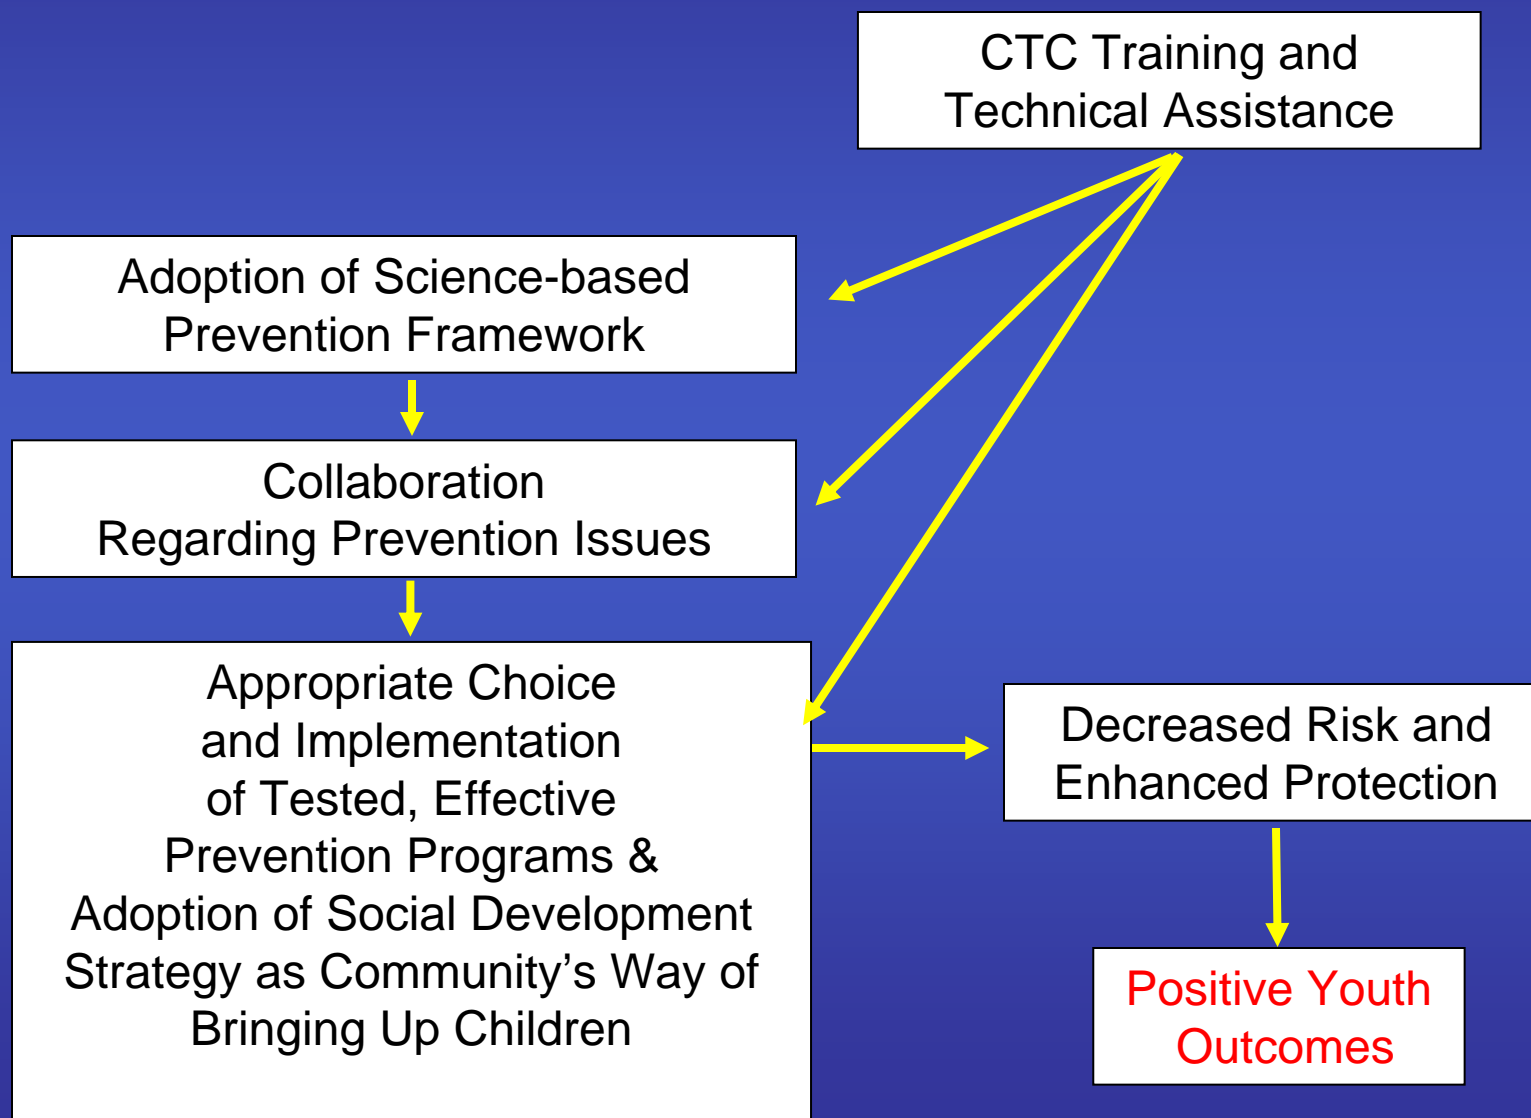 CTC Training and
Technical Assistance
Adoption of Science-based
Prevention Framework
Collaboration
Regarding Prevention Issues
Appropriate Choice
and Implementation
of Tested, Effective
Prevention Programs &
Adoption of Social Development
Strategy as Community’s Way of
Bringing Up Children
Decreased Risk and
Enhanced Protection
Positive Youth
Outcomes